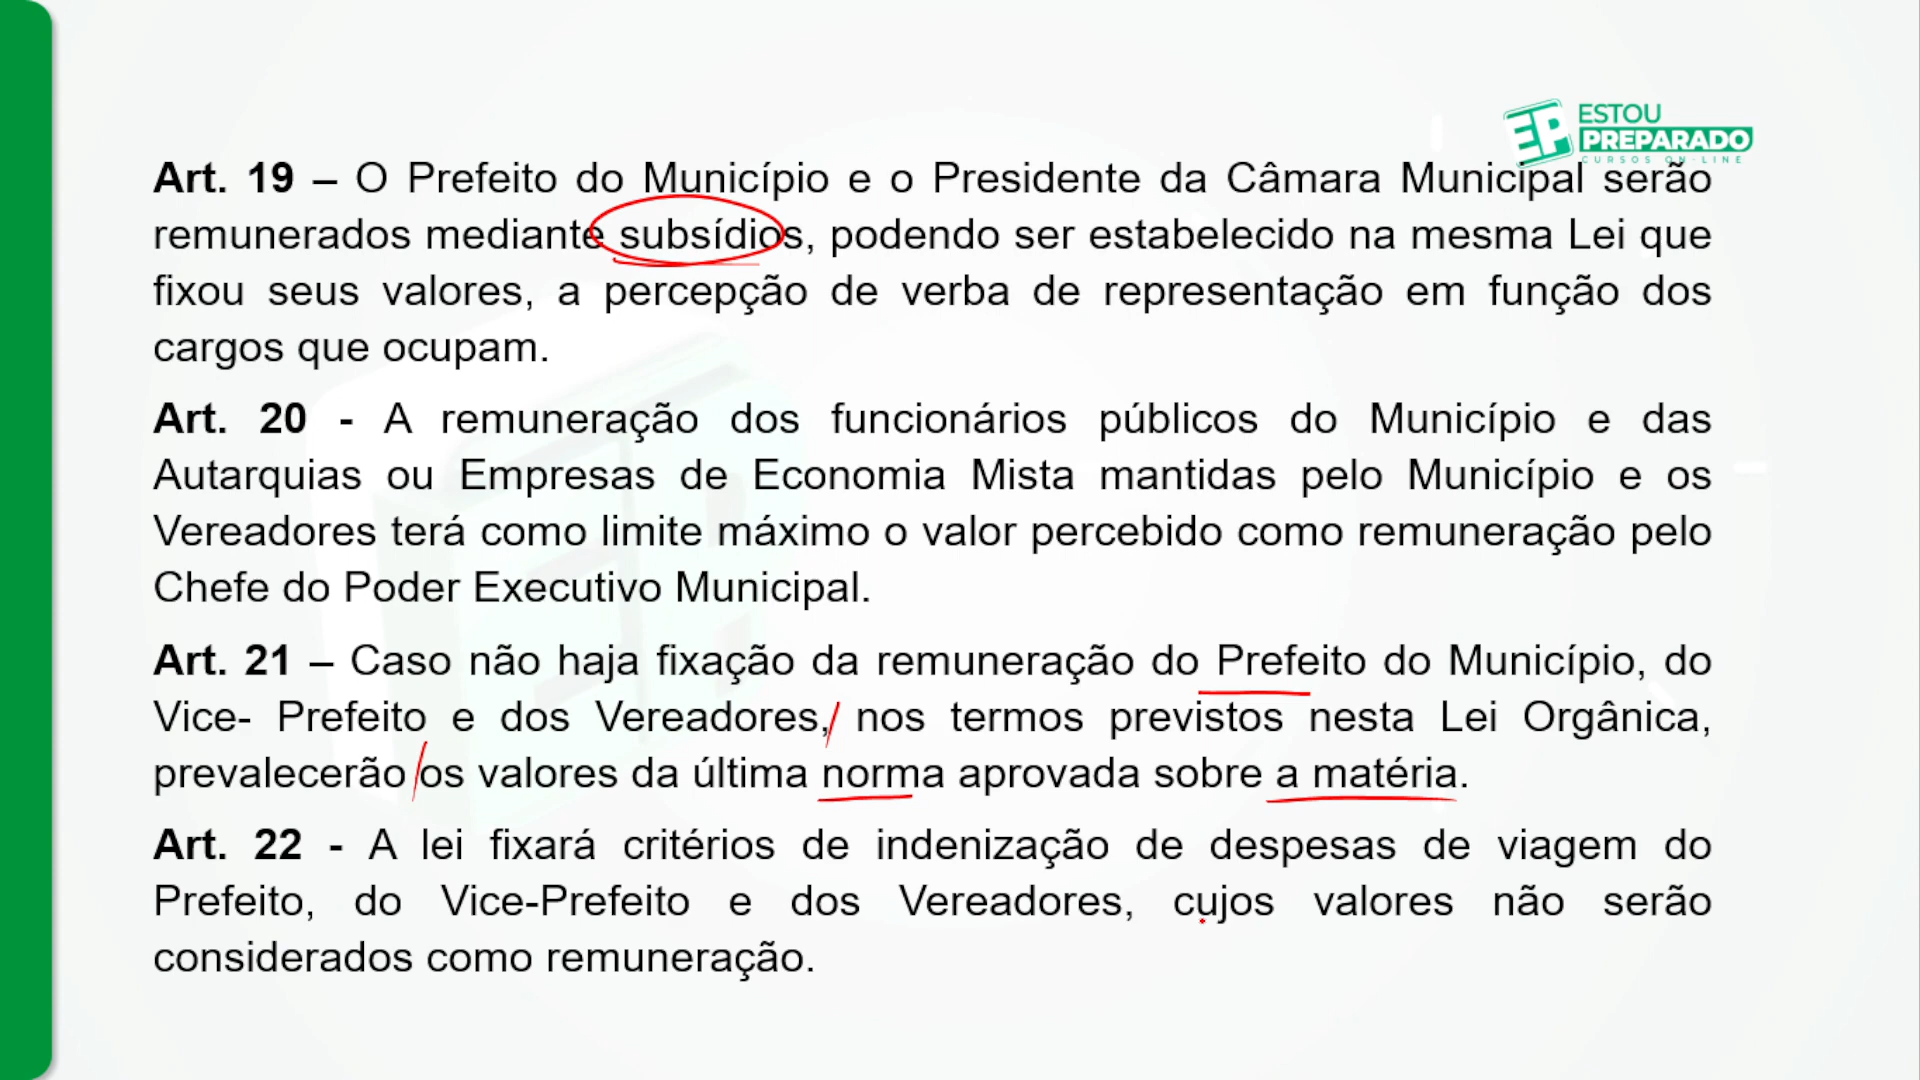 ESTOU
EP PREPARADO
CURSOS ON-LINE
Art. 19 – O Prefeito do Município e o Presidente da Câmara Municipal serão
remunerados mediante subsídios, podendo ser estabelecido na mesma Lei que
fixou seus valores, a percepção de verba de representação em função dos
cargos que ocupam.
Art. 20 - A remuneração dos funcionários públicos do Município e das
Autarquias ou Empresas de Economia Mista mantidas pelo Município e os
Vereadores terá como limite máximo o valor percebido como remuneração pelo
Chefe do Poder Executivo Municipal.
Art. 21 – Caso não haja fixação da remuneração do Prefeito do Município, do
Vice- Prefeito e dos Vereadores, nos termos previstos nesta Lei Orgânica,
prevalecerão os valores da última norma aprovada sobre a matéria.
Art. 22 - A lei fixará critérios de indenização de despesas de viagem do
Prefeito, do Vice-Prefeito e dos Vereadores, cujos valores não serão
considerados como remuneração.